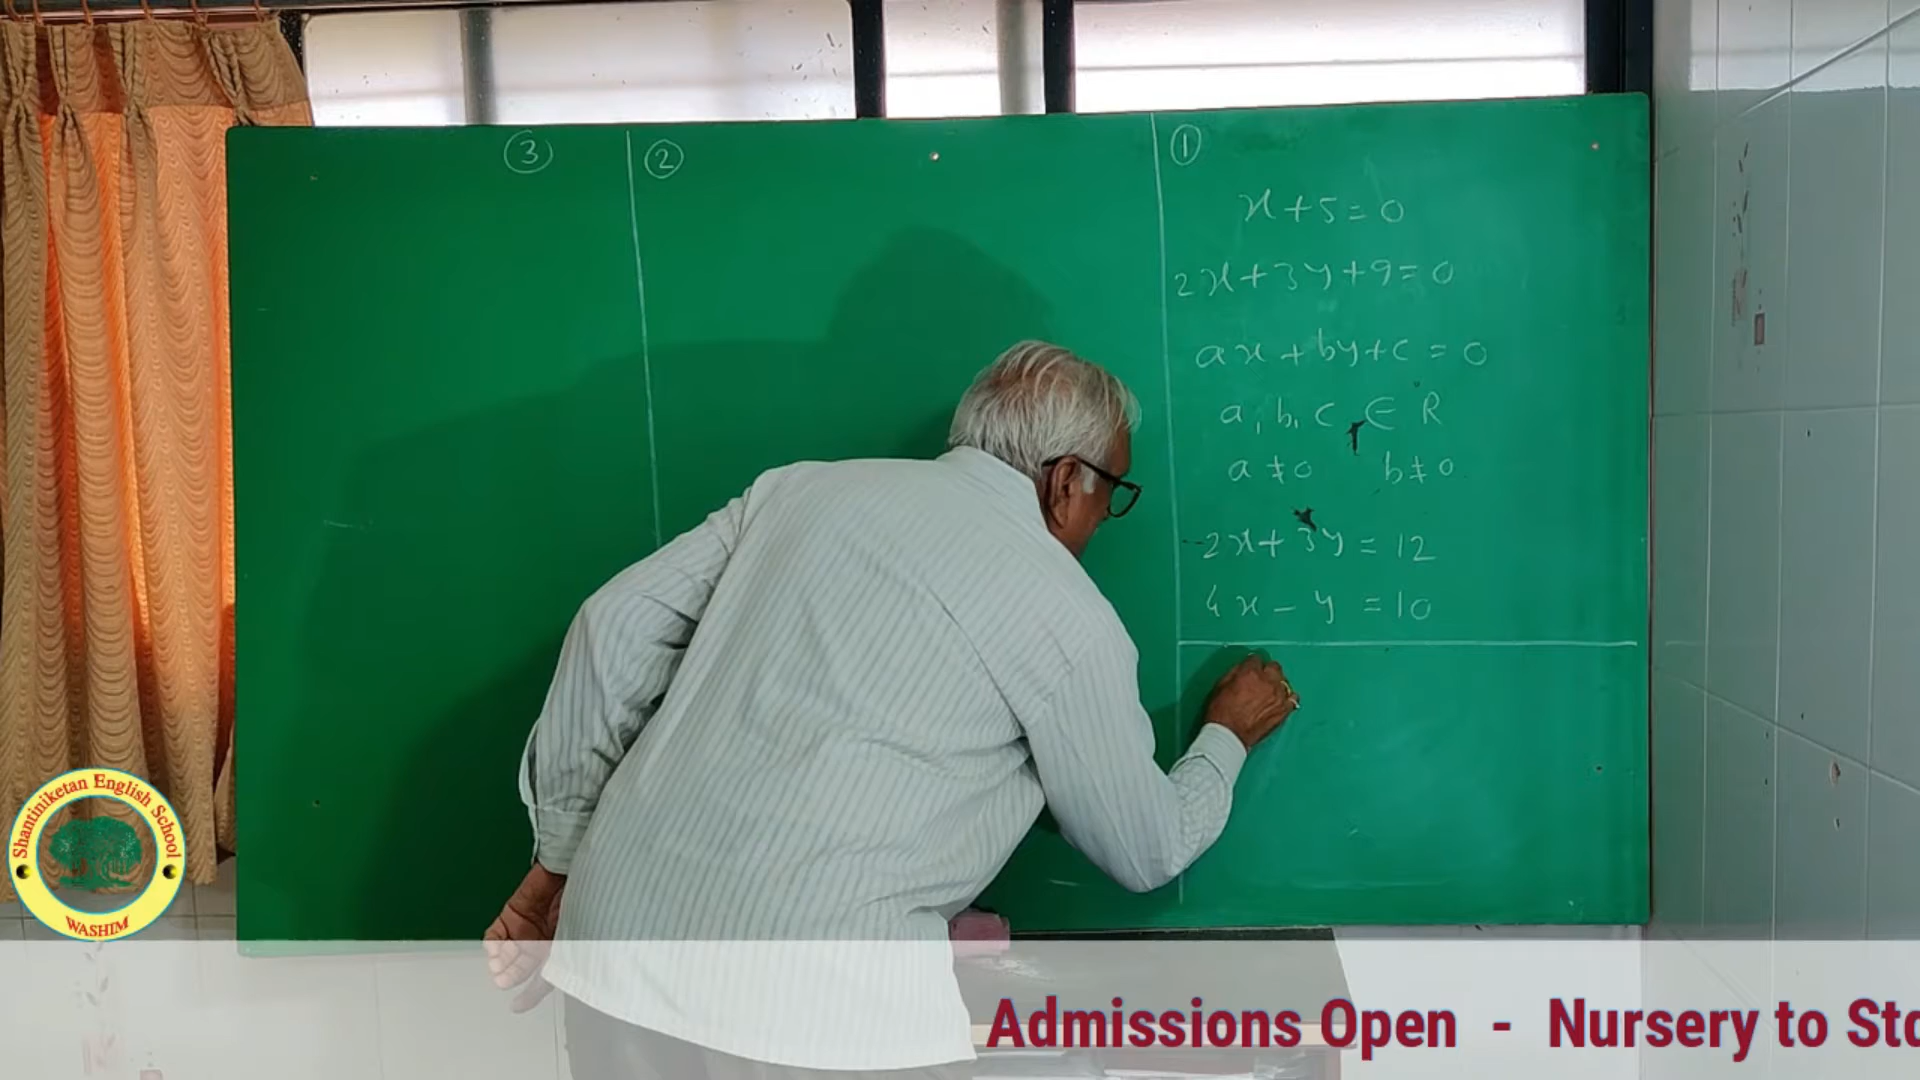 ③
②
①
x+5=0
2x+3y+9=0
ax+by+c=0
a, b, c ∈ R
a≠0 b≠0
2x+3y=12
4x-y=10
Shantiniketan English School
WASHIM
Admissions Open - Nursery to